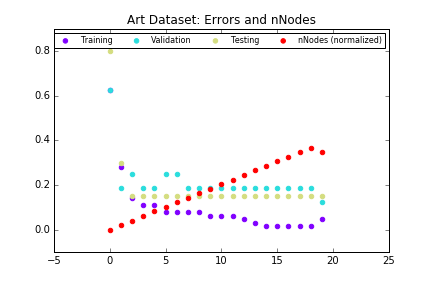 Art Dataset: Errors and nNodes
Training Validation Testing nNodes (normalized)
0.8
0.6
0.4
0.2
0.0
−5 0 5 10 15 20 25